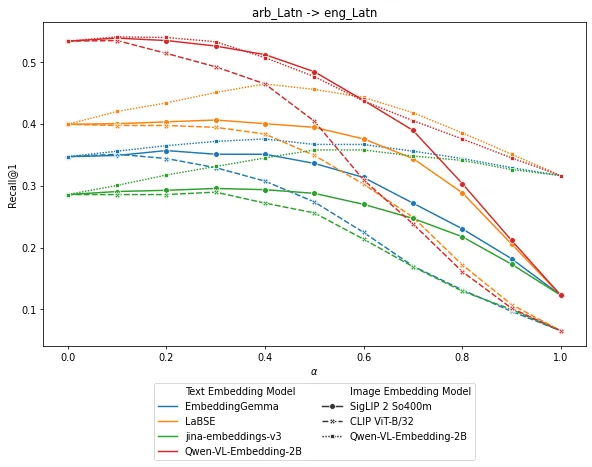 arb_Latn -> eng_Latn
Recall@1
0.5
0.4
0.3
0.2
0.1
0.0 0.2 0.4 0.6 0.8 1.0
α
Text Embedding Model Image Embedding Model
EmbeddingGemma SigLIP 2 So400m
LaBSE CLIP ViT-B/32
jina-embeddings-v3 Qwen-VL-Embedding-2B
Qwen-VL-Embedding-2B